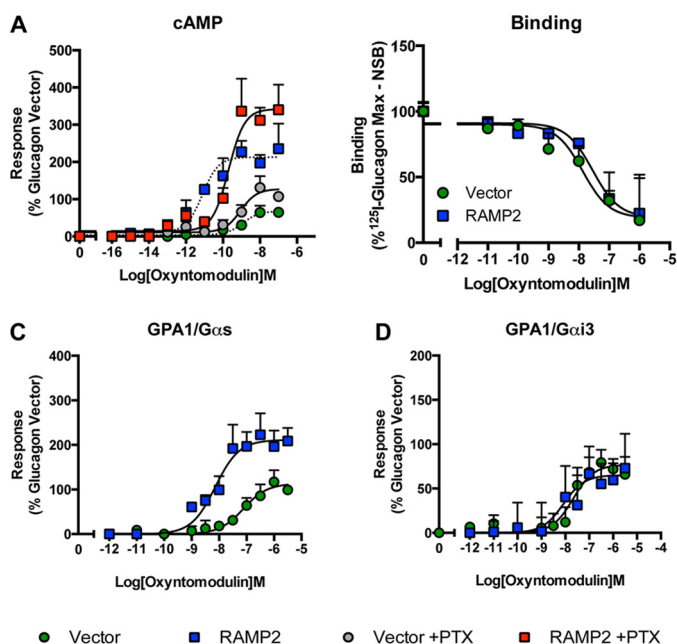 A
cAMP
Response
(% Glucagon Vector)
500
400
300
200
100
0
0 -16 -14 -12 -10 -8 -6
Log[Oxyntomodulin]M
Binding
Binding
(% 125I-Glucagon Max - NSB)
150
100
50
0
Vector
RAMP2
0 -12 -11 -10 -9 -8 -7 -6 -5
Log[Oxyntomodulin]M
C
GPA1/Gαs
Response
(% Glucagon Vector)
400
300
200
100
0
-12 -11 -10 -9 -8 -7 -6 -5
Log[Oxyntomodulin]M
D
GPA1/Gαi3
Response
(% Glucagon Vector)
200
150
100
50
0
0 -12 -11 -10 -9 -8 -7 -6 -5 -4
Log[Oxyntomodulin]M
Vector RAMP2 Vector +PTX RAMP2 +PTX